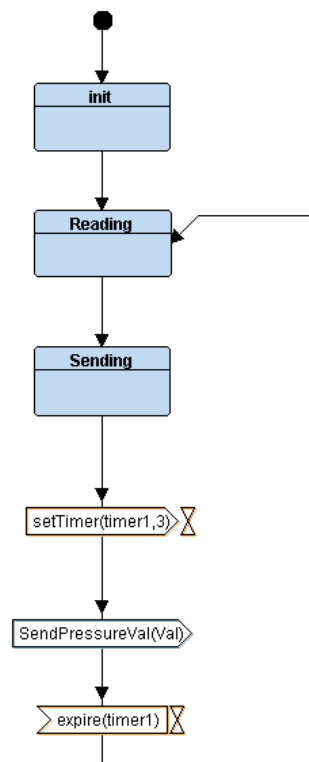 init
Reading
Sending
setTimer(timer1,3)
SendPressureVal(Val)
expire(timer1)